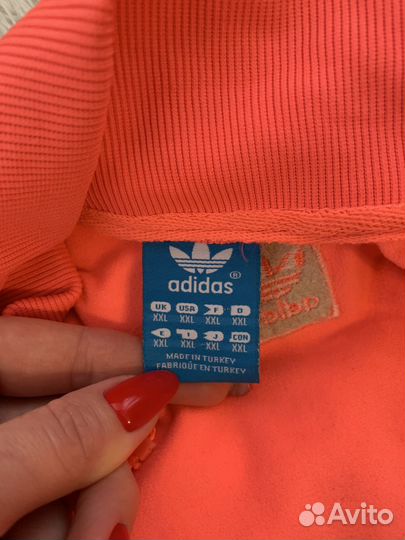 adidas ®
UK USA F D
XXL XXL XXL XXL
E I J CON
XXL XXL XXL XXL
MADE IN TURKEY
FABRIQUÉ EN TURKEY
Avito